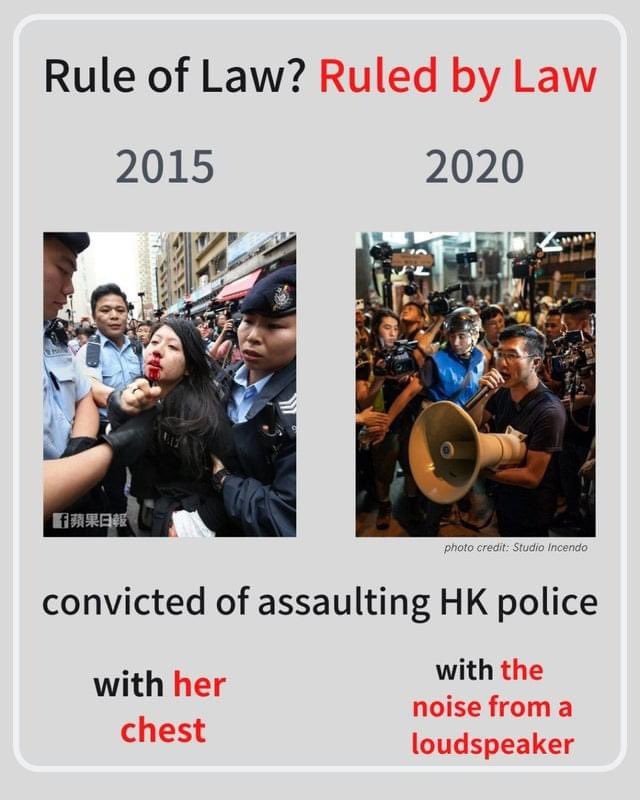 Rule of Law? Ruled by Law
2015
2020
蘋果日報
photo credit: Studio Incendo
convicted of assaulting HK police
with her
chest
with the
noise from a
loudspeaker